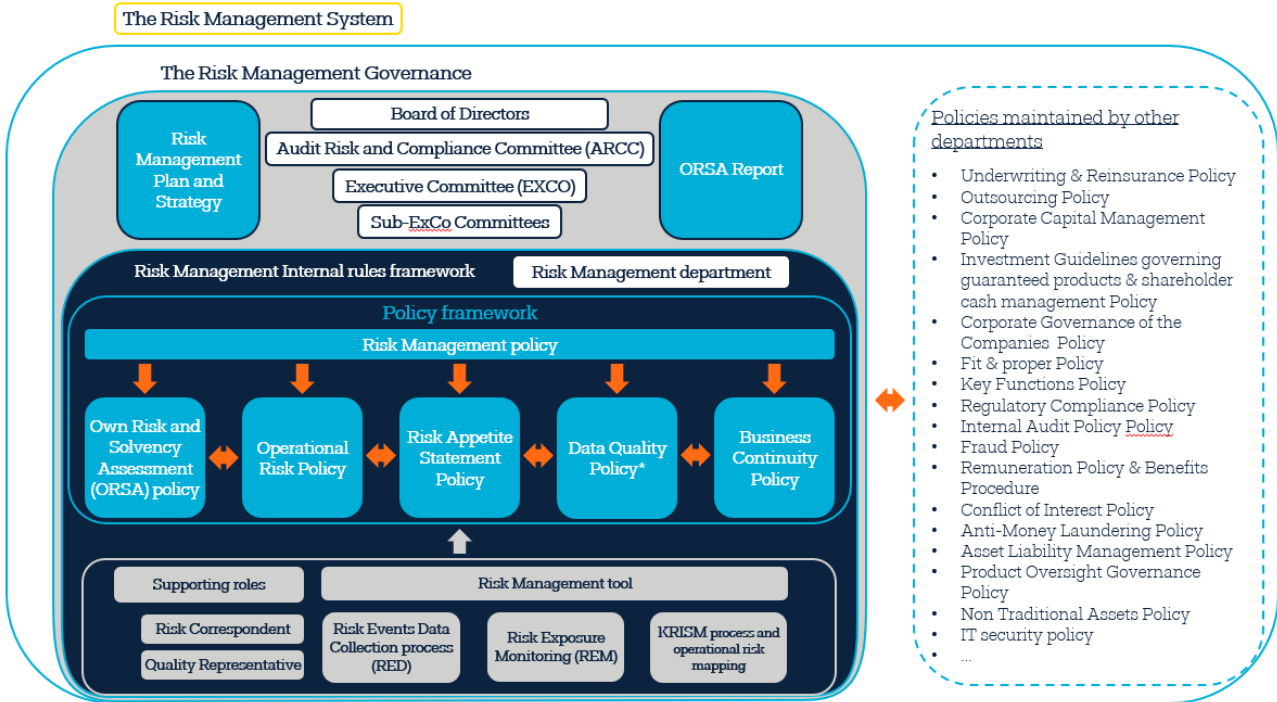 The Risk Management System
The Risk Management Governance
Risk
Management
Plan and
Strategy
Board of Directors
Audit Risk and Compliance Committee (ARCC)
Executive Committee (EXCO)
Sub-ExCo Committees
ORSA Report
Risk Management Internal rules framework
Risk Management department
Policy framework
Risk Management policy
Own Risk and
Solvency
Assessment
(ORSA) policy
Operational
Risk Policy
Risk Appetite
Statement
Policy
Data Quality
Policy*
Business
Continuity
Policy
Supporting roles
Risk Correspondent
Quality Representative
Risk Management tool
Risk Events Data
Collection process
(RED)
Risk Exposure
Monitoring (REM)
KRISM process and
operational risk
mapping
Policies maintained by other
departments
• Underwriting & Reinsurance Policy
• Outsourcing Policy
• Corporate Capital Management
Policy
• Investment Guidelines governing
guaranteed products & shareholder
cash management Policy
• Corporate Governance of the
Companies Policy
• Fit & proper Policy
• Key Functions Policy
• Regulatory Compliance Policy
• Internal Audit Policy Policy
• Fraud Policy
• Remuneration Policy & Benefits
Procedure
• Conflict of Interest Policy
• Anti-Money Laundering Policy
• Asset Liability Management Policy
• Product Oversight Governance
Policy
• Non Traditional Assets Policy
• IT security policy
• ...